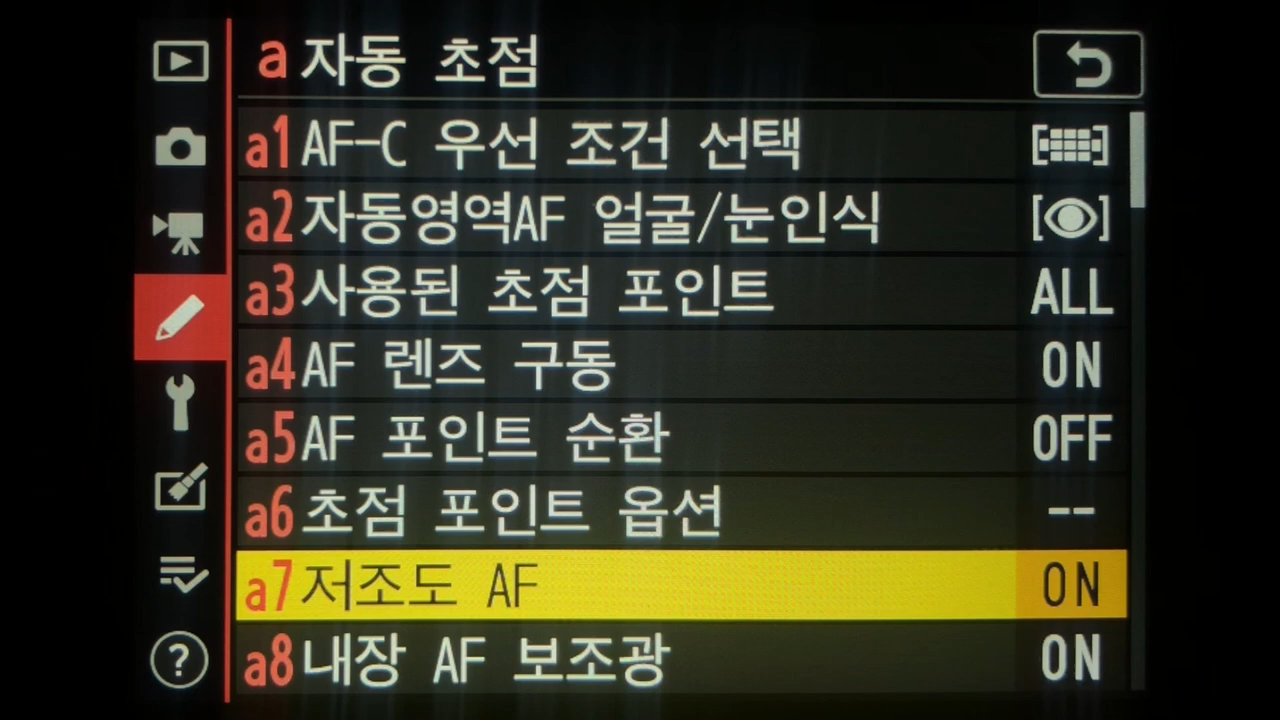 a 자동 초점
a1 AF-C 우선 조건 선택
a2 자동영역AF 얼굴/눈인식
a3 사용된 초점 포인트 ALL
a4 AF 렌즈 구동 ON
a5 AF 포인트 순환 OFF
a6 초점 포인트 옵션 --
a7 저조도 AF ON
a8 내장 AF 보조광 ON